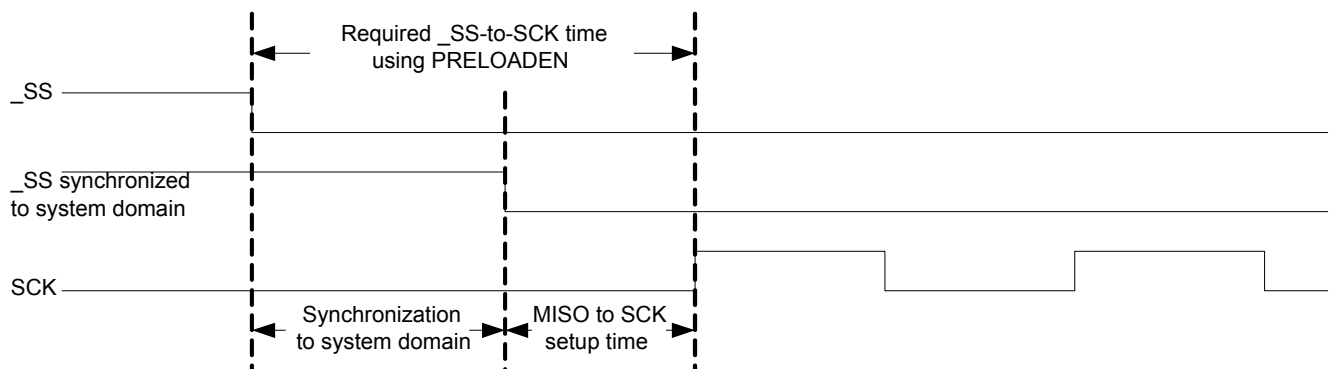 Required _SS-to-SCK time
using PRELOADEN
_SS
_SS synchronized
to system domain
SCK
Synchronization
to system domain
MISO to SCK
setup time